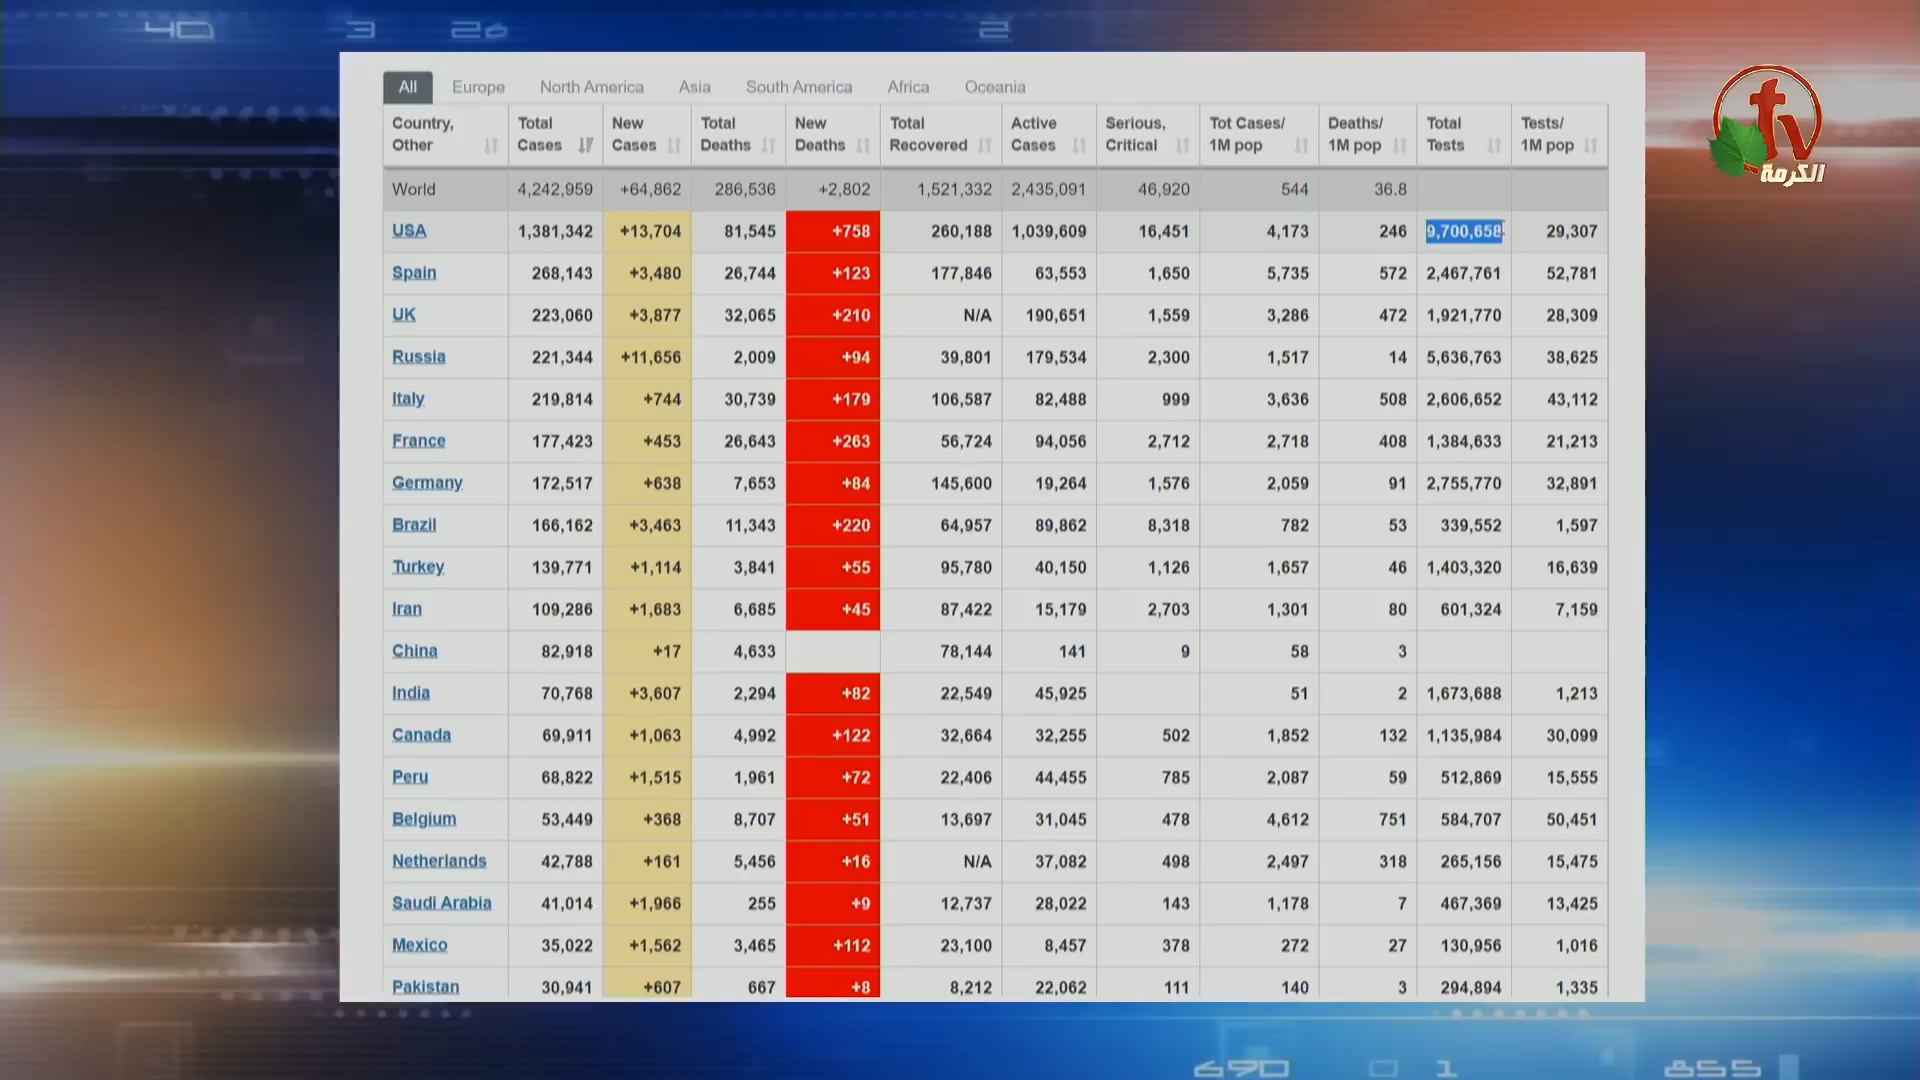 40 3 26 2
tv
الكرمة
All Europe North America Asia South America Africa Oceania
Country, Other Total Cases New Cases Total Deaths New Deaths Total Recovered Active Cases Serious, Critical Tot Cases/ 1M pop Deaths/ 1M pop Total Tests Tests/ 1M pop
World 4,242,959 +64,862 286,536 +2,802 1,521,332 2,435,091 46,920 544 36.8
USA 1,381,342 +13,704 81,545 +758 260,188 1,039,609 16,451 4,173 246 9,700,658 29,307
Spain 268,143 +3,480 26,744 +123 177,846 63,553 1,650 5,735 572 2,467,761 52,781
UK 223,060 +3,877 32,065 +210 N/A 190,651 1,559 3,286 472 1,921,770 28,309
Russia 221,344 +11,656 2,009 +94 39,801 179,534 2,300 1,517 14 5,636,763 38,625
Italy 219,814 +744 30,739 +179 106,587 82,488 999 3,636 508 2,606,652 43,112
France 177,423 +453 26,643 +263 56,724 94,056 2,712 2,718 408 1,384,633 21,213
Germany 172,517 +638 7,653 +84 145,600 19,264 1,576 2,059 91 2,755,770 32,891
Brazil 166,162 +3,463 11,343 +220 64,957 89,862 8,318 782 53 339,552 1,597
Turkey 139,771 +1,114 3,841 +55 95,780 40,150 1,126 1,657 46 1,403,320 16,639
Iran 109,286 +1,683 6,685 +45 87,422 15,179 2,703 1,301 80 601,324 7,159
China 82,918 +17 4,633 78,144 141 9 58 3
India 70,768 +3,607 2,294 +82 22,549 45,925 51 2 1,673,688 1,213
Canada 69,911 +1,063 4,992 +122 32,664 32,255 502 1,852 132 1,135,984 30,099
Peru 68,822 +1,515 1,961 +72 22,406 44,455 785 2,087 59 512,869 15,555
Belgium 53,449 +368 8,707 +51 13,697 31,045 478 4,612 751 584,707 50,451
Netherlands 42,788 +161 5,456 +16 N/A 37,082 498 2,497 318 265,156 15,475
Saudi Arabia 41,014 +1,966 255 +9 12,737 28,022 143 1,178 7 467,369 13,425
Mexico 35,022 +1,562 3,465 +112 23,100 8,457 378 272 27 130,956 1,016
Pakistan 30,941 +607 667 +8 8,212 22,062 111 140 3 294,894 1,335
690 0 1 855